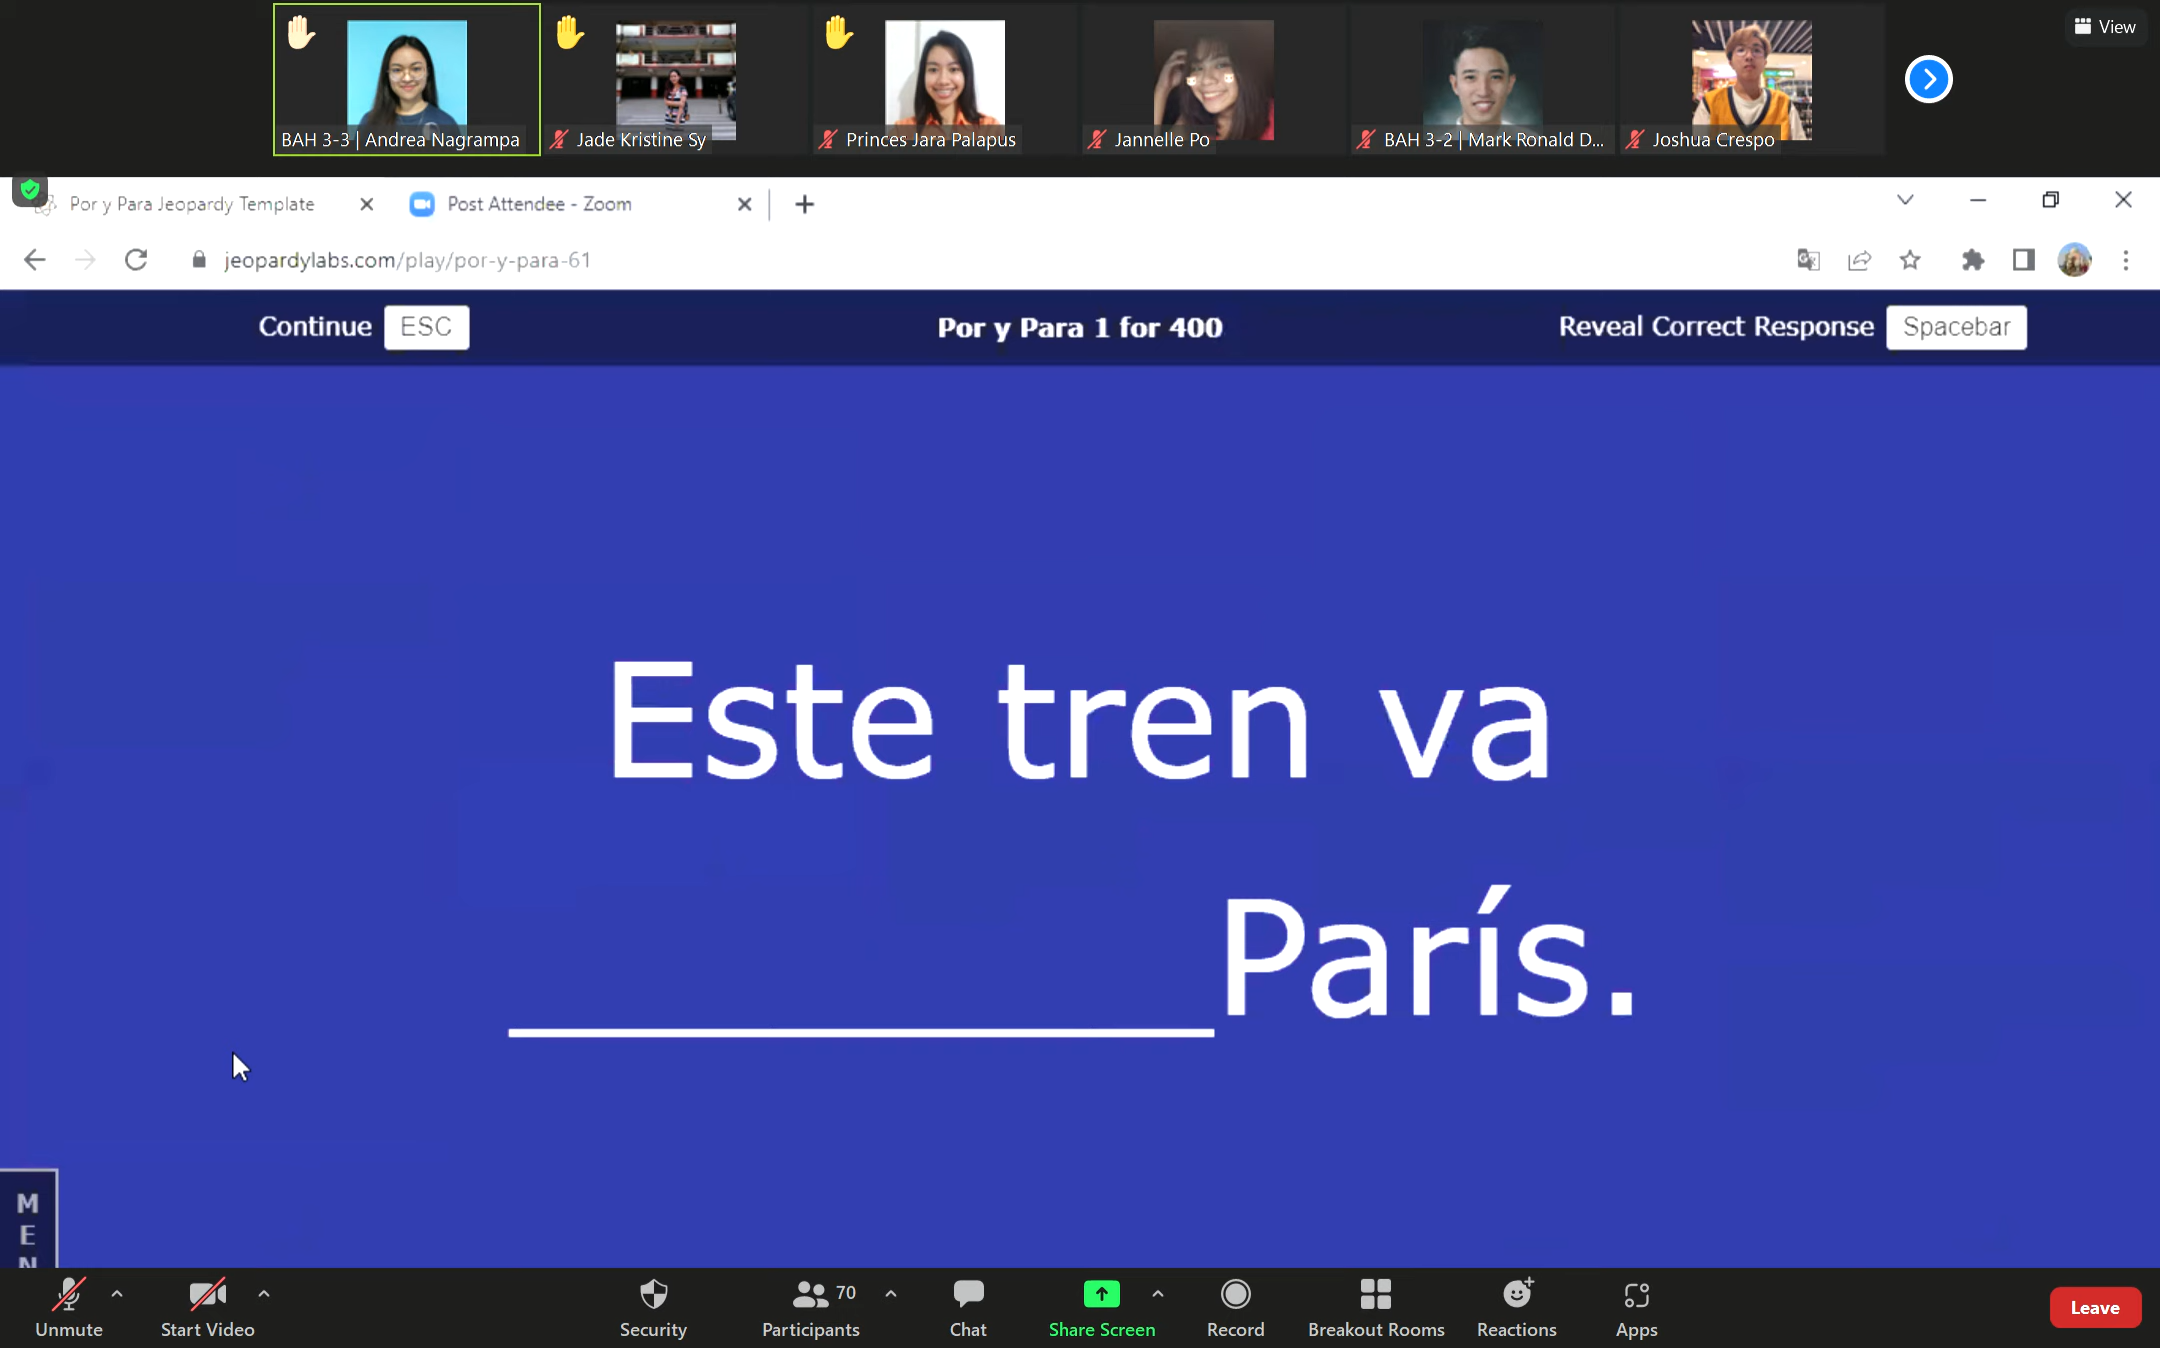 View
BAH 3-3 | Andrea Nagrampa
Jade Kristine Sy
Princes Jara Palapus
Jannelle Po
BAH 3-2 | Mark Ronald D...
Joshua Crespo
Por y Para Jeopardy Template
Post Attendee - Zoom
jeopardylabs.com/play/por-y-para-61
Continue ESC
Por y Para 1 for 400
Reveal Correct Response Spacebar
Este tren va
_______________París.
M
E
N
Unmute
Start Video
Security
70
Participants
Chat
Share Screen
Record
Breakout Rooms
Reactions
Apps
Leave